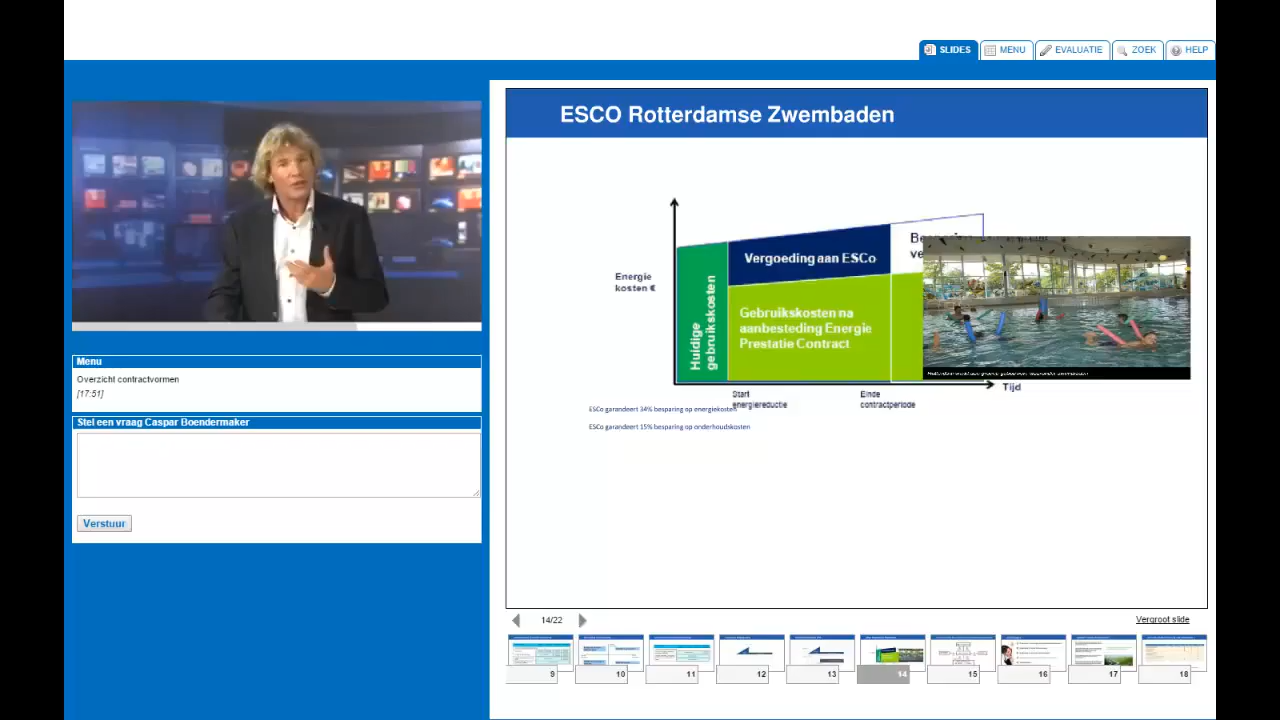 SLIDES
MENU
EVALUATIE
ZOEK
HELP
ESCO Rotterdamse Zwembaden
Energie
kosten €
Huidige
gebruikskosten
Vergoeding aan ESCo
Gebruikskosten na
aanbesteding Energie
Prestatie Contract
Tijd
Start
energiereductie
Einde
contractperiode
ESCo garandeert 34% besparing op energiekosten
ESCo garandeert 15% besparing op onderhoudskosten
Menu
Overzicht contractvormen
[17:51]
Stel een vraag Caspar Boendermaker
Verstuur
14/22
Vergroot slide
9
10
11
12
13
14
15
16
17
18